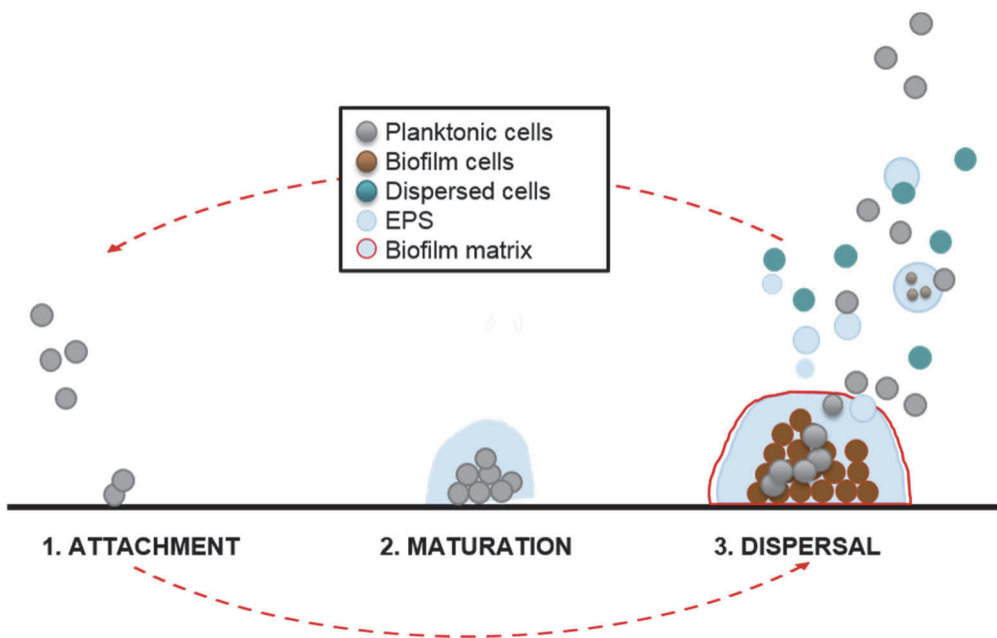 Planktonic cells
Biofilm cells
Dispersed cells
EPS
Biofilm matrix
1. ATTACHMENT
2. MATURATION
3. DISPERSAL